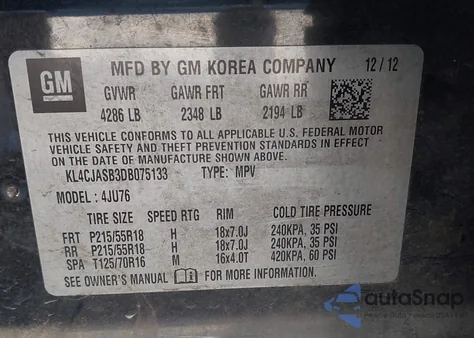 GM
MFD BY GM KOREA COMPANY 12/12
GVWR GAWR FRT GAWR RR
4286 LB 2348 LB 2194 LB
THIS VEHICLE CONFORMS TO ALL APPLICABLE U.S. FEDERAL MOTOR
VEHICLE SAFETY AND THEFT PREVENTION STANDARDS IN EFFECT ON
THE DATE OF MANUFACTURE SHOWN ABOVE.
KL4CJASB3DB075133 TYPE: MPV
MODEL : 4JU76
TIRE SIZE SPEED RTG RIM COLD TIRE PRESSURE
FRT P215/55R18 H 18x7.0J 240KPA, 35 PSI
RR P215/55R18 H 18x7.0J 240KPA, 35 PSI
SPA T125/70R16 M 16x4.0T 420KPA, 60 PSI
SEE OWNER'S MANUAL FOR MORE INFORMATION
autoSnap